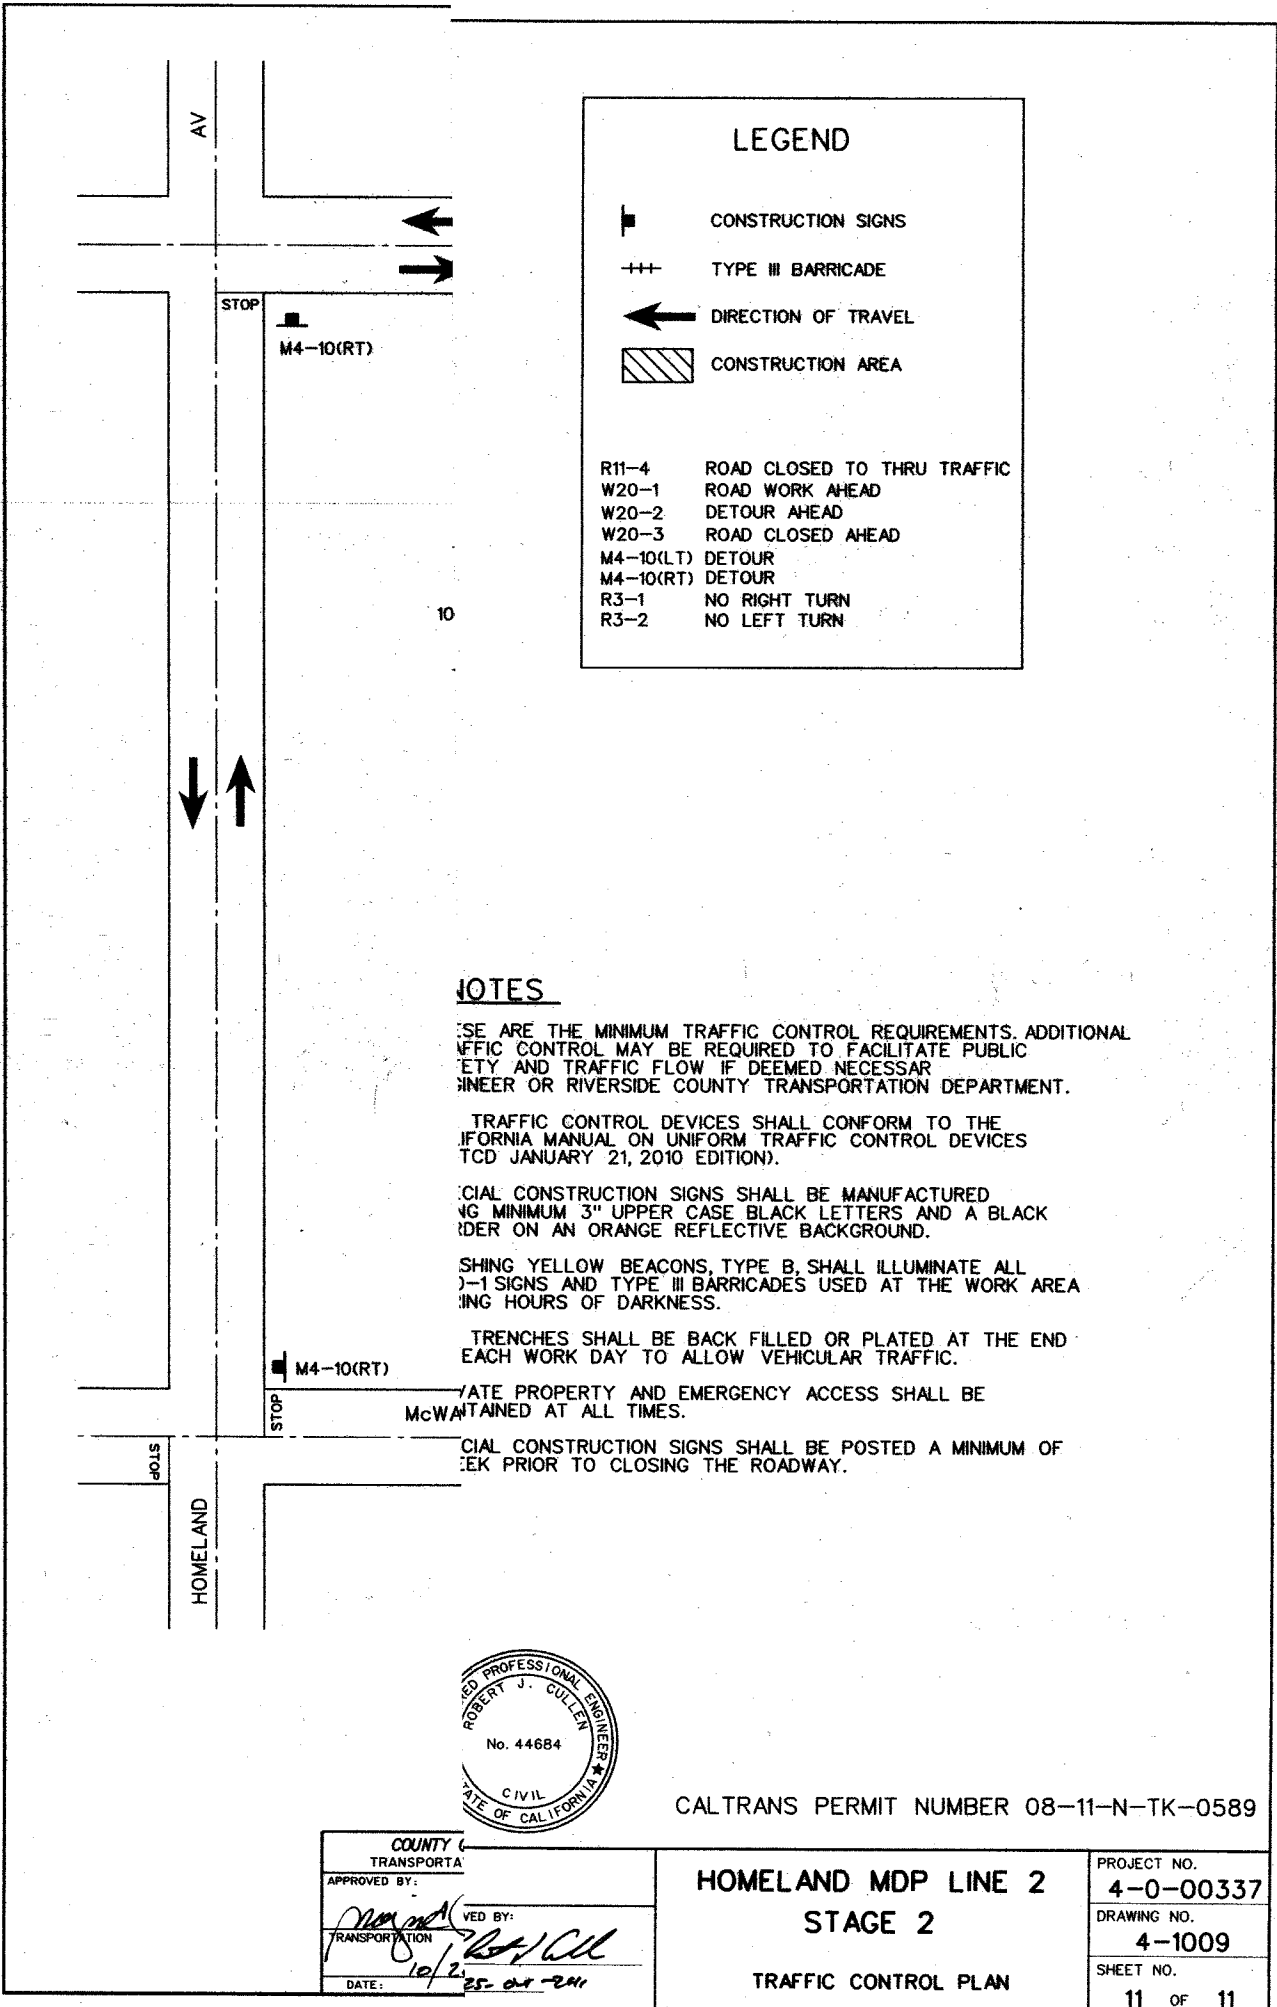 AV
STOP
M4-10(RT)
10
M4-10(RT)
STOP
McWA
STOP
HOMELAND
LEGEND
CONSTRUCTION SIGNS
TYPE III BARRICADE
DIRECTION OF TRAVEL
CONSTRUCTION AREA
R11-4 ROAD CLOSED TO THRU TRAFFIC
W20-1 ROAD WORK AHEAD
W20-2 DETOUR AHEAD
W20-3 ROAD CLOSED AHEAD
M4-10(LT) DETOUR
M4-10(RT) DETOUR
R3-1 NO RIGHT TURN
R3-2 NO LEFT TURN
OTES
SE ARE THE MINIMUM TRAFFIC CONTROL REQUIREMENTS. ADDITIONAL
FFIC CONTROL MAY BE REQUIRED TO FACILITATE PUBLIC
ETY AND TRAFFIC FLOW IF DEEMED NECESSAR
INEER OR RIVERSIDE COUNTY TRANSPORTATION DEPARTMENT.
TRAFFIC CONTROL DEVICES SHALL CONFORM TO THE
IFORNIA MANUAL ON UNIFORM TRAFFIC CONTROL DEVICES
TCD JANUARY 21, 2010 EDITION).
CIAL CONSTRUCTION SIGNS SHALL BE MANUFACTURED
NG MINIMUM 3" UPPER CASE BLACK LETTERS AND A BLACK
DER ON AN ORANGE REFLECTIVE BACKGROUND.
SHING YELLOW BEACONS, TYPE B, SHALL ILLUMINATE ALL
)-1 SIGNS AND TYPE III BARRICADES USED AT THE WORK AREA
ING HOURS OF DARKNESS.
TRENCHES SHALL BE BACK FILLED OR PLATED AT THE END
EACH WORK DAY TO ALLOW VEHICULAR TRAFFIC.
VATE PROPERTY AND EMERGENCY ACCESS SHALL BE
NTAINED AT ALL TIMES.
CIAL CONSTRUCTION SIGNS SHALL BE POSTED A MINIMUM OF
EEK PRIOR TO CLOSING THE ROADWAY.
ED PROFESSIONAL ENGINEER
ROBERT J. CULLEN
No. 44684
CIVIL
ATE OF CALIFORNIA
CALTRANS PERMIT NUMBER 08-11-N-TK-0589
COUNTY
TRANSPORTA
APPROVED BY:
TRANSPORTATION
DATE: 10/2
VED BY:
25-
HOMELAND MDP LINE 2
STAGE 2
TRAFFIC CONTROL PLAN
PROJECT NO.
4-0-00337
DRAWING NO.
4-1009
SHEET NO.
11 OF 11